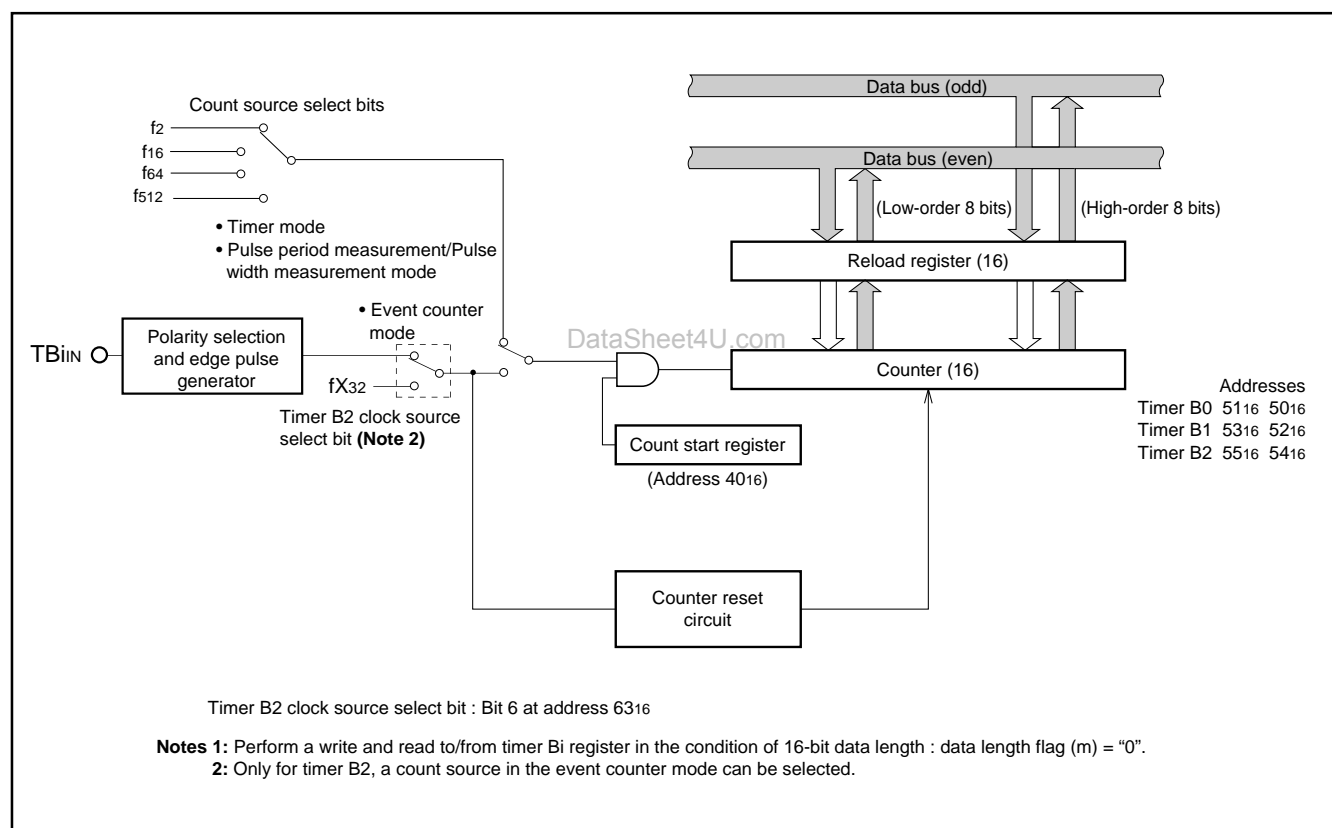 Count source select bits
f2
f16
f64
f512
• Timer mode
• Pulse period measurement/Pulse
width measurement mode
Data bus (odd)
Data bus (even)
(Low-order 8 bits)
(High-order 8 bits)
Reload register (16)
• Event counter
mode
DataSheet4U.com
TBiIN
Polarity selection
and edge pulse
generator
fX32
Timer B2 clock source
select bit (Note 2)
Counter (16)
Count start register
(Address 4016)
Addresses
Timer B0 5116 5016
Timer B1 5316 5216
Timer B2 5516 5416
Counter reset
circuit
Timer B2 clock source select bit : Bit 6 at address 6316
Notes 1: Perform a write and read to/from timer Bi register in the condition of 16-bit data length : data length flag (m) = “0”.
2: Only for timer B2, a count source in the event counter mode can be selected.